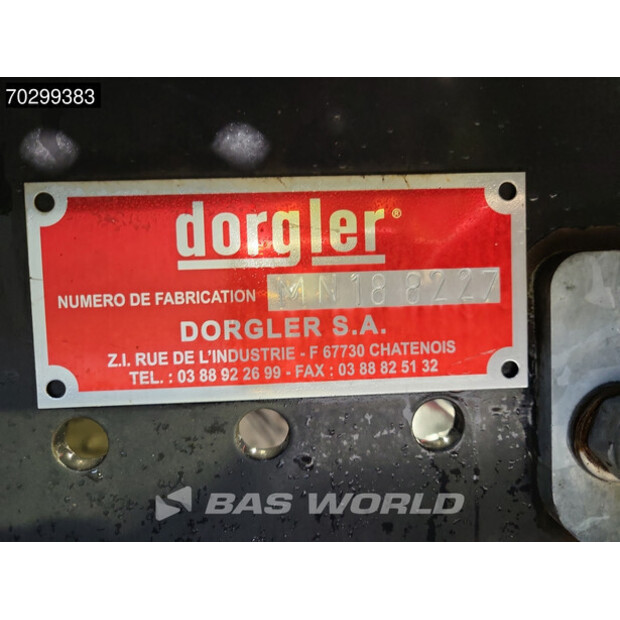 70299383
dorgler®
NUMERO DE FABRICATION MN188227
DORGLER S.A.
Z.I. RUE DE L'INDUSTRIE - F 67730 CHATENOIS
TEL. : 03 88 92 26 99 - FAX : 03 88 82 51 32
BAS WORLD